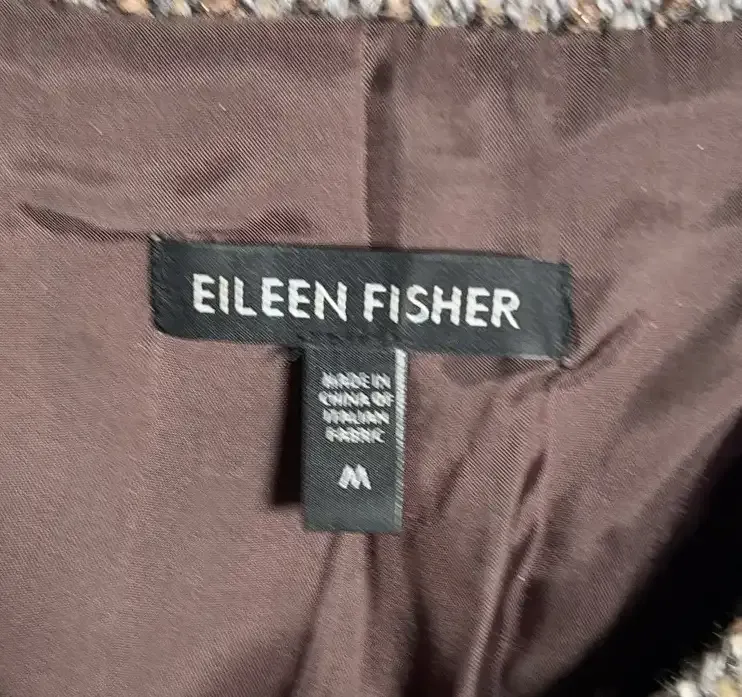 EILEEN FISHER
MADE IN
CHINA OF
ITALIAN
FABRIC
M